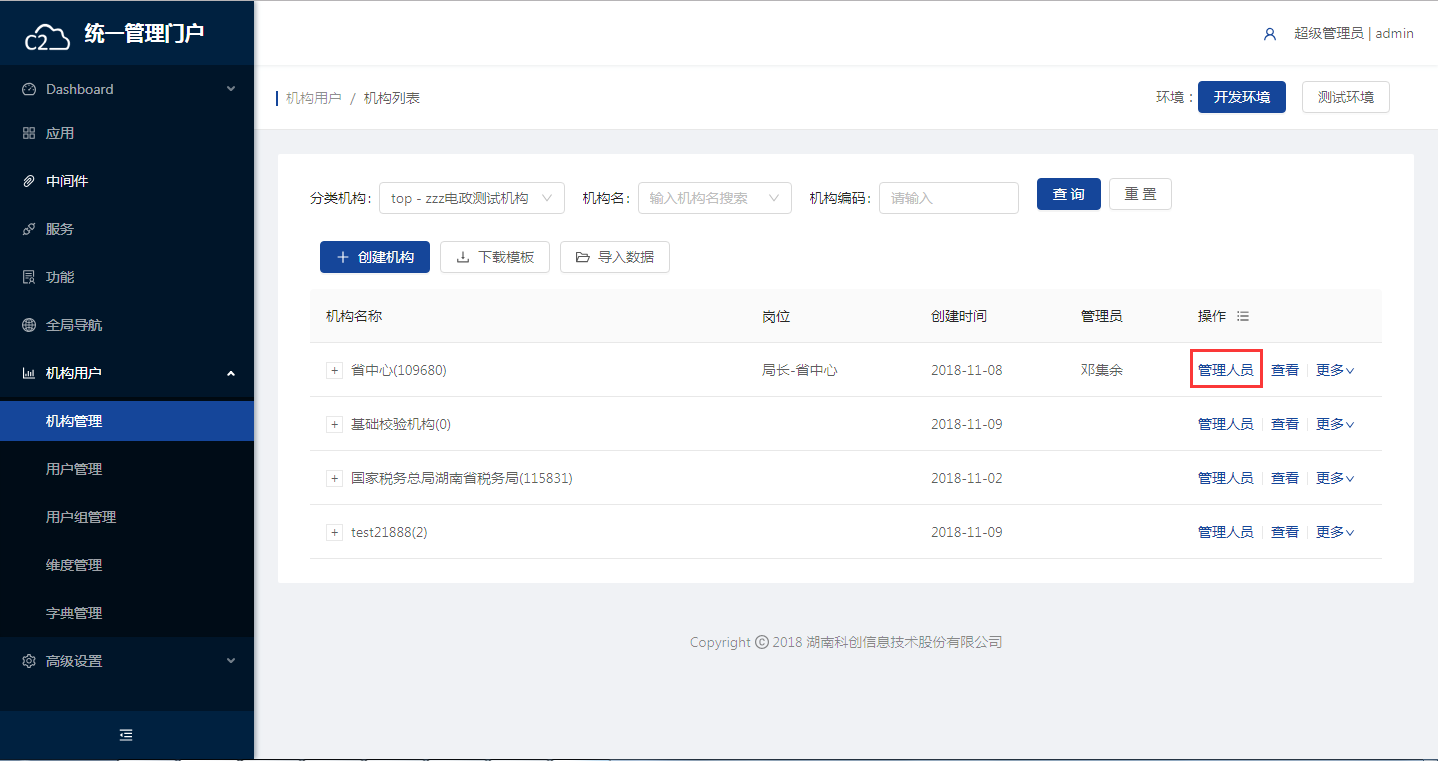 c2 统一管理门户
超级管理员 | admin
Dashboard
应用
中间件
服务
功能
全局导航
机构用户
机构管理
用户管理
用户组管理
维度管理
字典管理
高级设置
机构用户 / 机构列表
环境： 开发环境 测试环境
分类机构： top - zzz电政测试机构 机构名： 输入机构名搜索 机构编码： 请输入 查 询 重 置
创建机构 下载模板 导入数据
机构名称 岗位 创建时间 管理员 操作
省中心(109680) 局长-省中心 2018-11-08 邓集余 管理人员 查看 更多
基础校验机构(0) 2018-11-09 管理人员 查看 更多
国家税务总局湖南省税务局(115831) 2018-11-02 管理人员 查看 更多
test21888(2) 2018-11-09 管理人员 查看 更多
Copyright © 2018 湖南科创信息技术股份有限公司